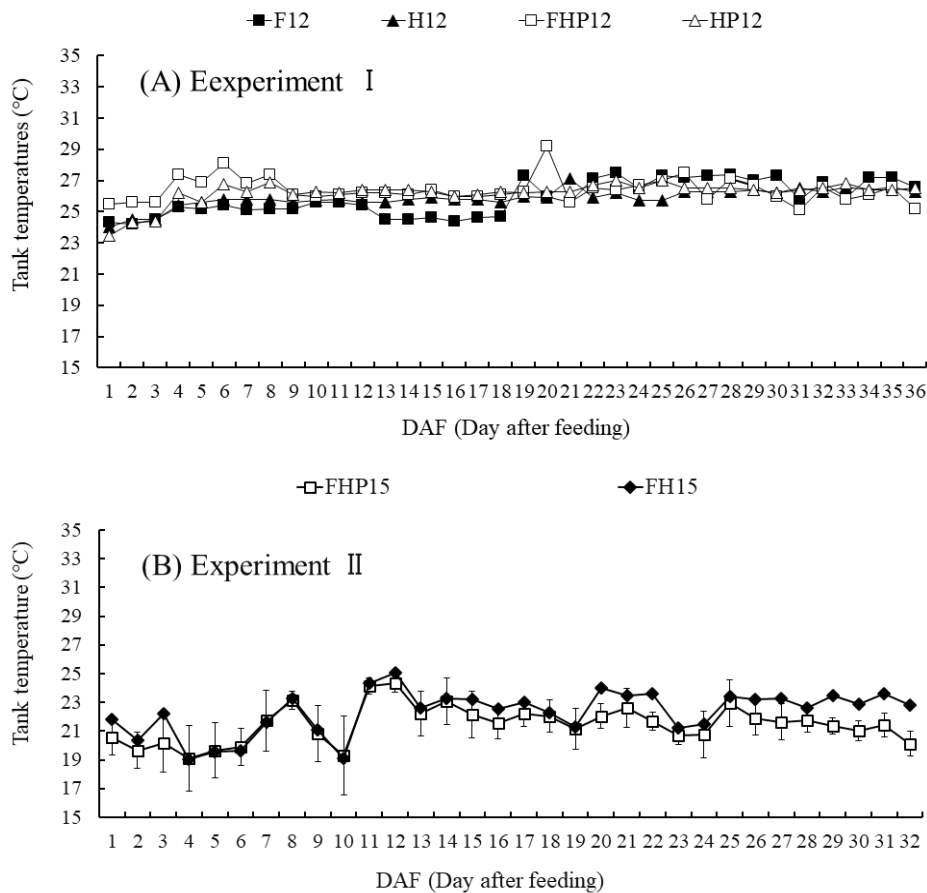 F12 H12 FHP12 HP12
(A) Eexperiment Ⅰ
Tank temperatures (℃)
35
33
31
29
27
25
23
21
19
17
15
1 2 3 4 5 6 7 8 9 10 11 12 13 14 15 16 17 18 19 20 21 22 23 24 25 26 27 28 29 30 31 32 33 34 35 36
DAF (Day after feeding)
FHP15 FH15
(B) Experiment Ⅱ
Tank temperature (℃)
35
33
31
29
27
25
23
21
19
17
15
1 2 3 4 5 6 7 8 9 10 11 12 13 14 15 16 17 18 19 20 21 22 23 24 25 26 27 28 29 30 31 32
DAF (Day after feeding)